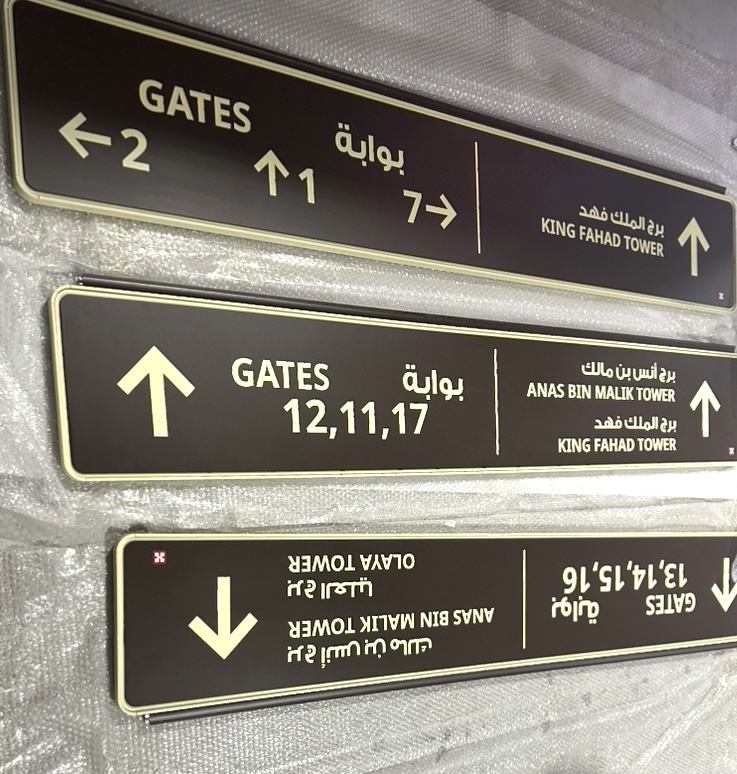 GATES بوابة
← 2 ↑ 1 7 →
برج الملك فهد
KING FAHAD TOWER ↑
↑ GATES بوابة
12,11,17
برج أنس بن مالك
ANAS BIN MALIK TOWER ↑
برج الملك فهد
KING FAHAD TOWER
↑ GATES بوابة
13,14,15,16
برج أنس بن مالك
ANAS BIN MALIK TOWER ↑
برج العليا
OLAYA TOWER